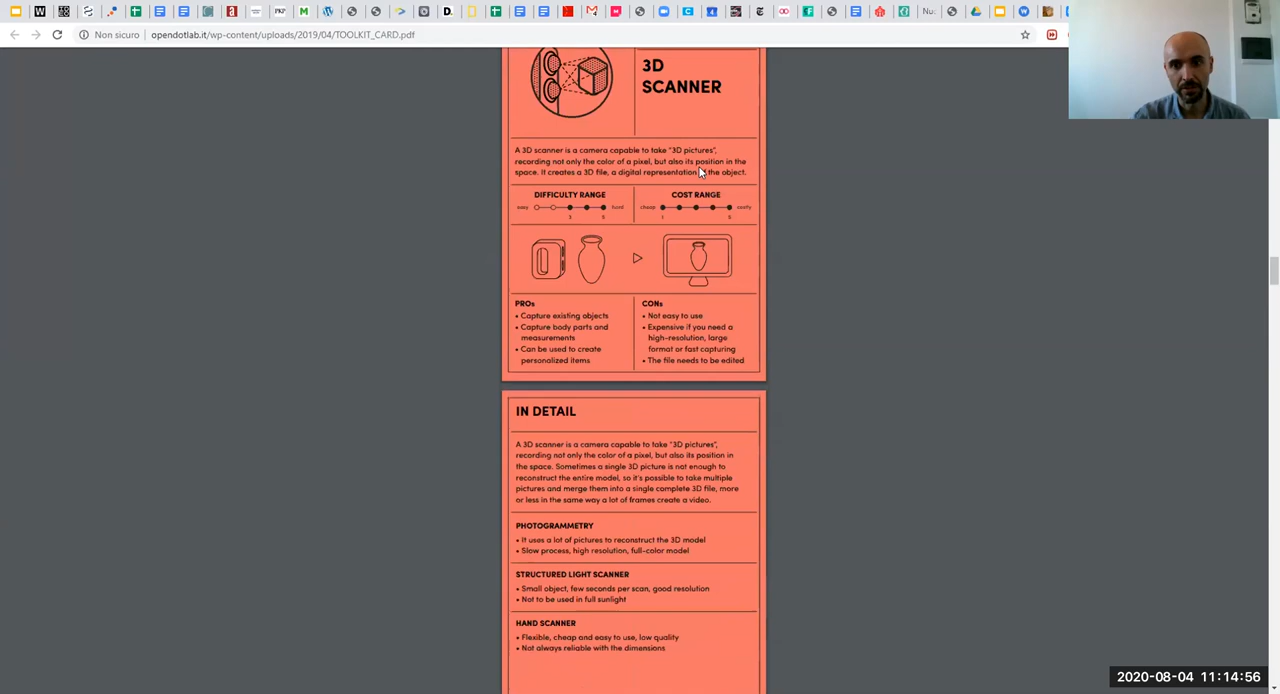 Nu:
Non sicuro
opendotlab.it/wp-content/uploads/2019/04/TOOLKIT_CARD.pdf
3D
SCANNER
A 3D scanner is a camera capable to take "3D pictures",
recording not only the color of a pixel, but also its position in the
space. It creates a 3D file, a digital representation the object.
DIFFICULTY RANGE
easy
hard
3
5
COST RANGE
cheap
costly
1
5
PROs
• Capture existing objects
• Capture body parts and
measurements
• Can be used to create
personalized items
CONs
• Not easy to use
• Expensive if you need a
high-resolution, large
format or fast capturing
• The file needs to be edited
IN DETAIL
A 3D scanner is a camera capable to take "3D pictures",
recording not only the color of a pixel, but also its position in
the space. Sometimes a single 3D picture is not enough to
reconstruct the entire model, so it's possible to take multiple
pictures and merge them into a single complete 3D file, more
or less in the same way a lot of frames create a video.
PHOTOGRAMMETRY
• It uses a lot of pictures to reconstruct the 3D model
• Slow process, high resolution, full-color model
STRUCTURED LIGHT SCANNER
• Small object, few seconds per scan, good resolution
• Not to be used in full sunlight
HAND SCANNER
• Flexible, cheap and easy to use, low quality
• Not always reliable with the dimensions
2020-08-04 11:14:56